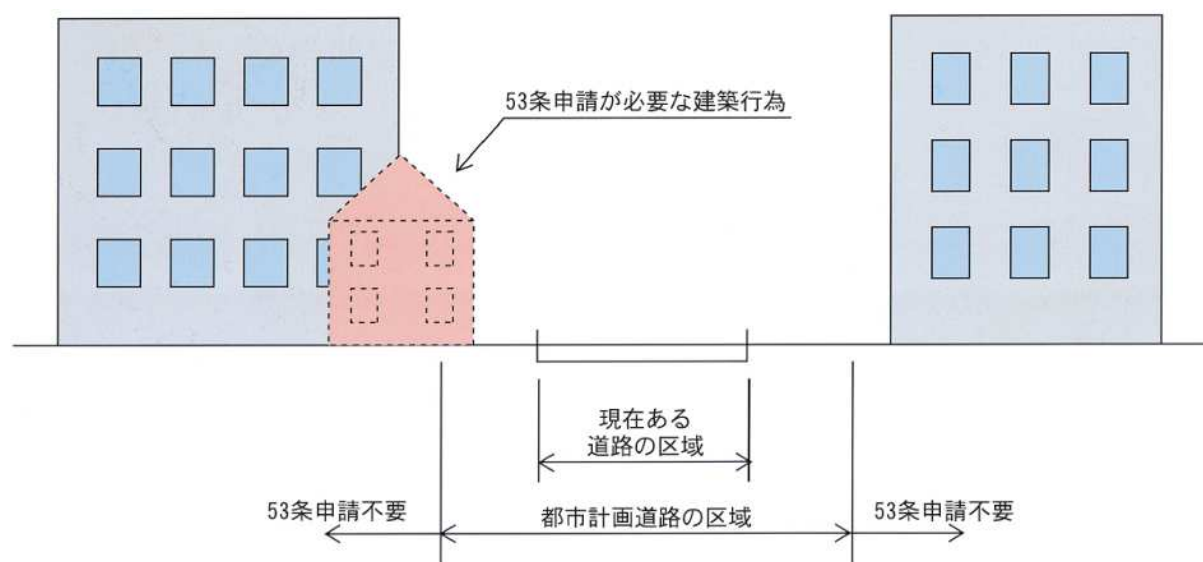 53条申請が必要な建築行為
現在ある
道路の区域
53条申請不要
都市計画道路の区域
53条申請不要